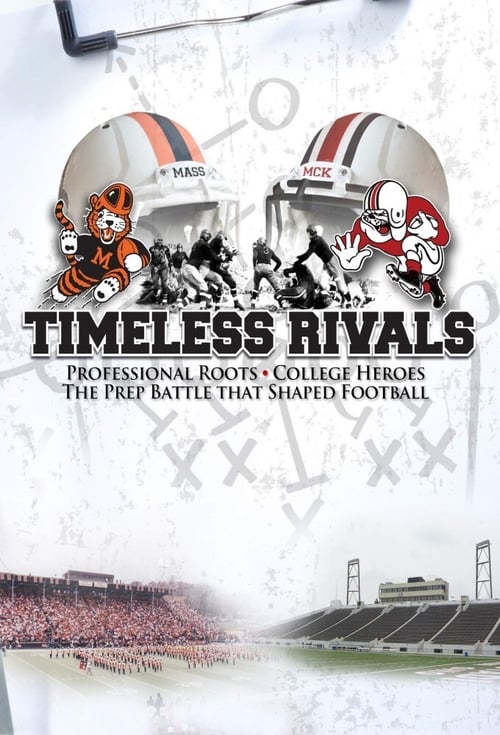 MASS
MCK
M
TIMELESS RIVALS
PROFESSIONAL ROOTS • COLLEGE HEROES
THE PREP BATTLE THAT SHAPED FOOTBALL